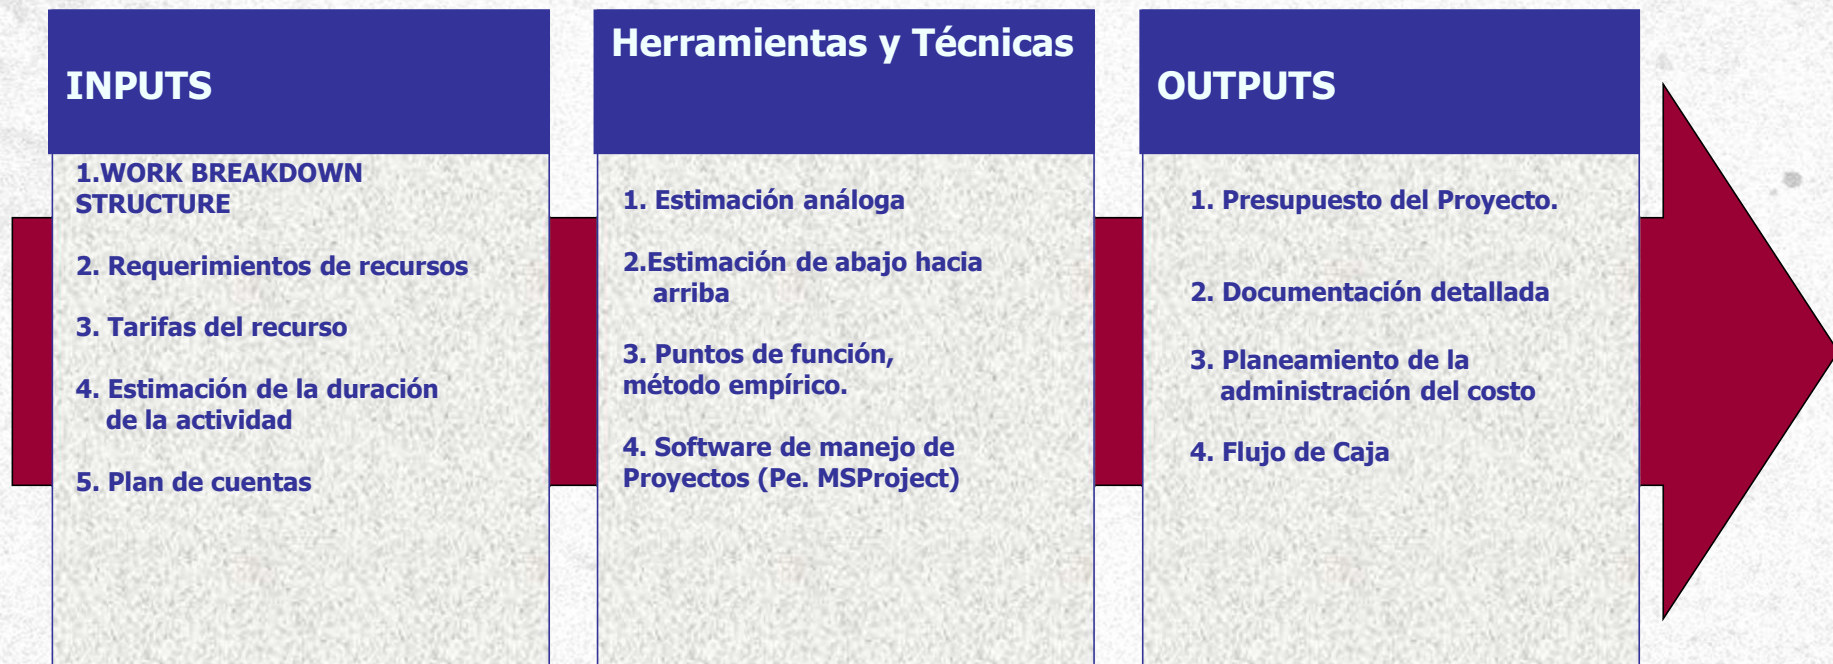 INPUTS
1.WORK BREAKDOWN
STRUCTURE
2. Requerimientos de recursos
3. Tarifas del recurso
4. Estimación de la duración
de la actividad
5. Plan de cuentas
Herramientas y Técnicas
1. Estimación análoga
2.Estimación de abajo hacia
arriba
3. Puntos de función,
método empírico.
4. Software de manejo de
Proyectos (Pe. MSProject)
OUTPUTS
1. Presupuesto del Proyecto.
2. Documentación detallada
3. Planeamiento de la
administración del costo
4. Flujo de Caja